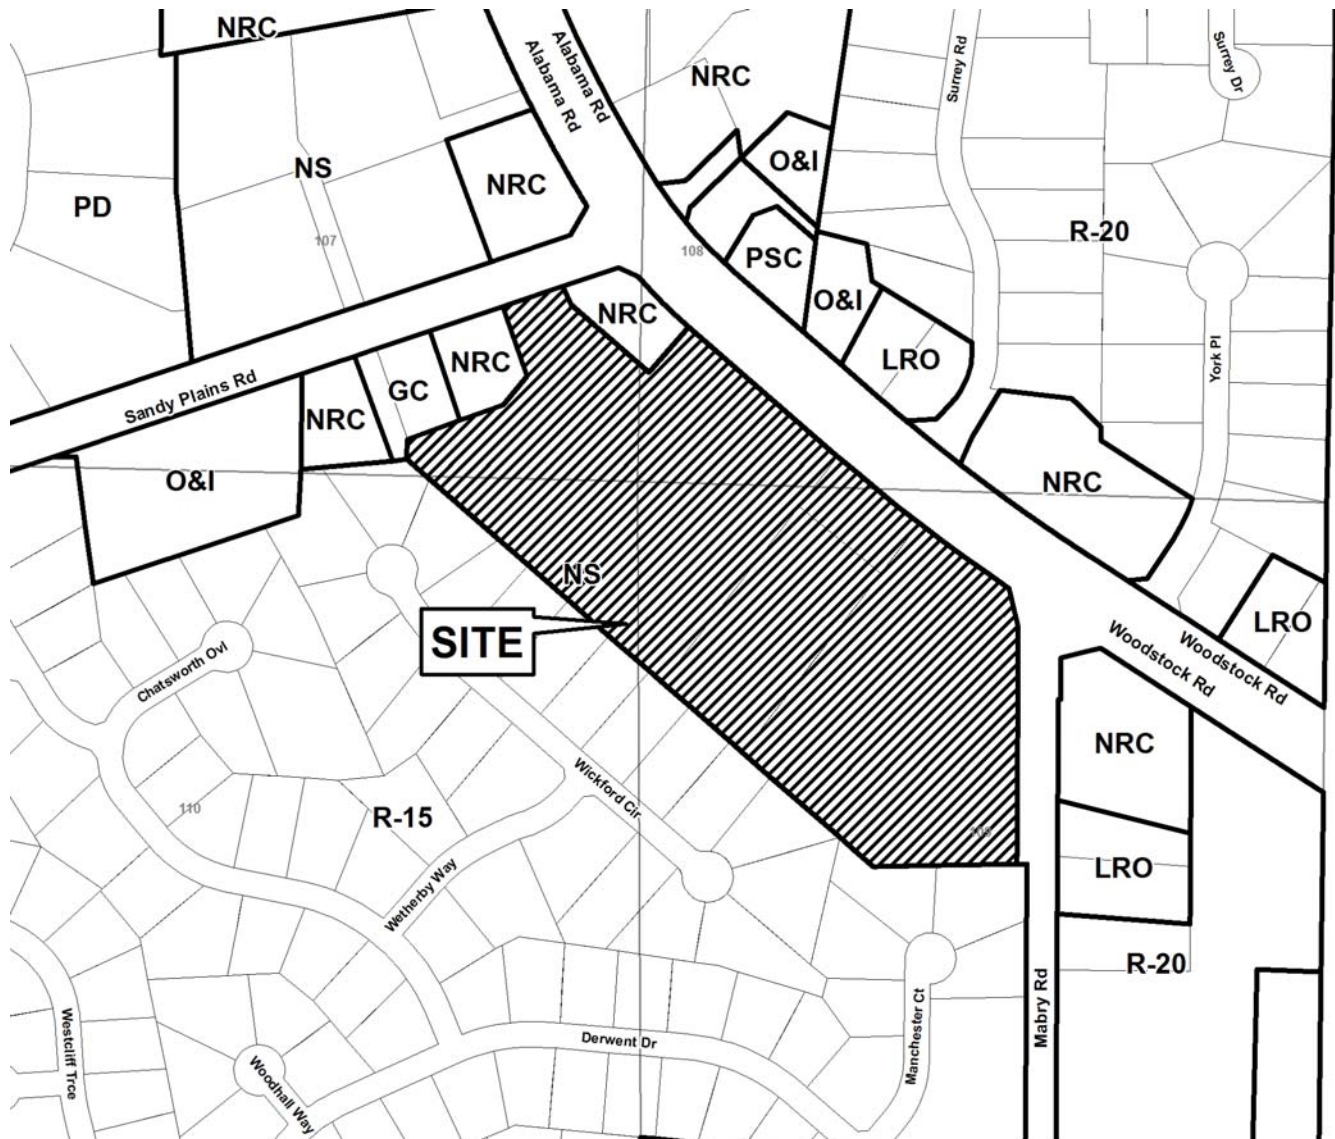 NRC
Alabama Rd
Alabama Rd
NRC
Surrey Rd
Surrey Dr
NS
PD
107
NRC
O&I
R-20
108
PSC
O&I
NRC
LRO
York Pl
NRC
GC
NRC
Sandy Plains Rd
O&I
NRC
NS
SITE
LRO
Woodstock Rd
Woodstock Rd
Chatsworth Ovl
NRC
Wickford Cir
110
R-15
109
LRO
Wetherby Way
R-20
Mabry Rd
Manchester Ct
Derwent Dr
Westcliff Trce
Woodhall Way